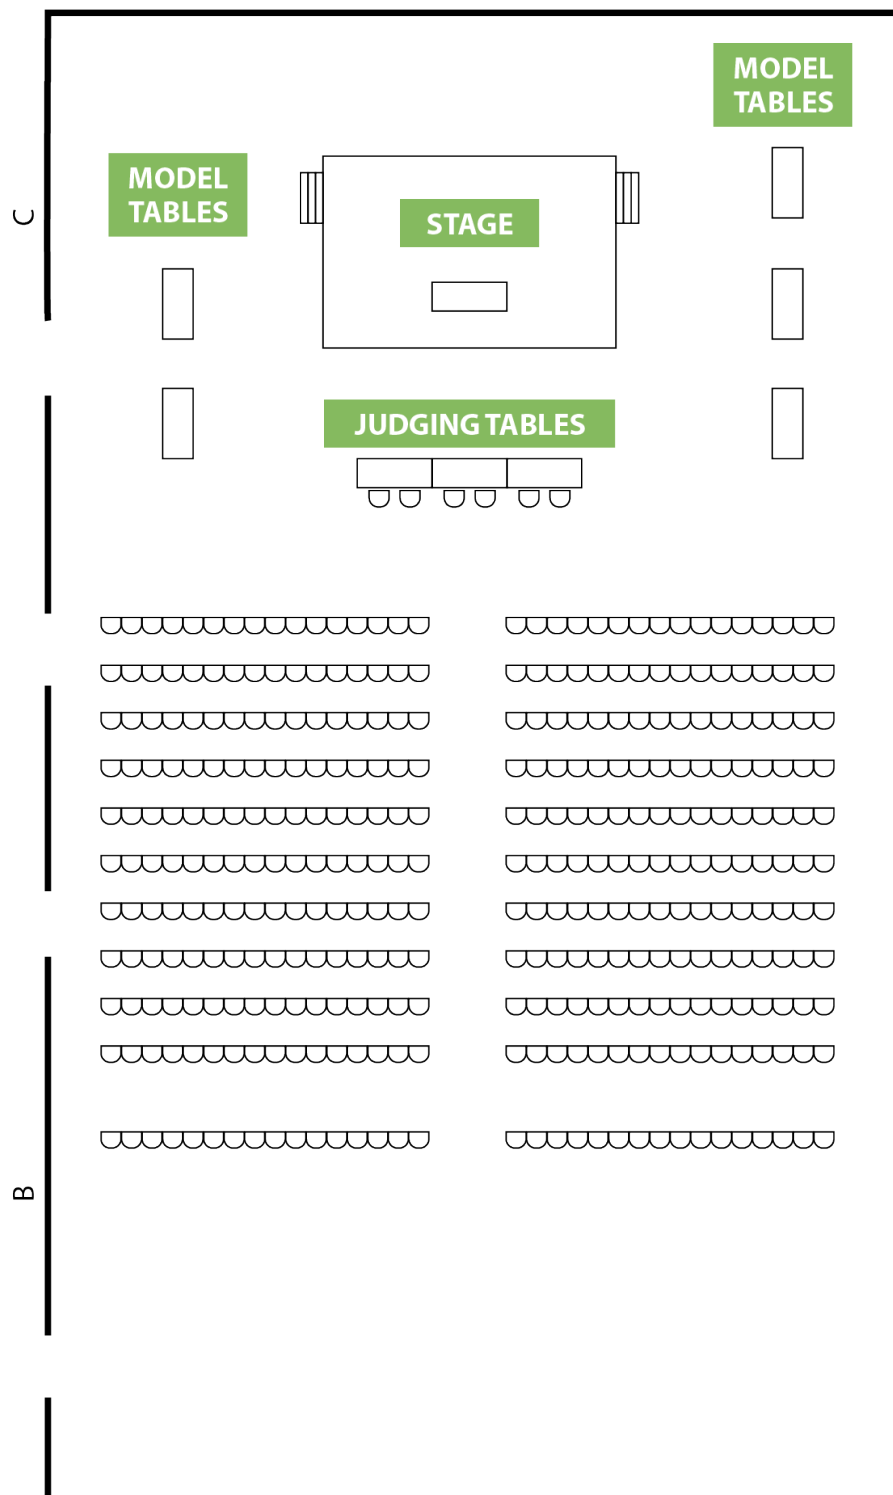 MODEL
TABLES
MODEL
TABLES
C
STAGE
JUDGING TABLES
B